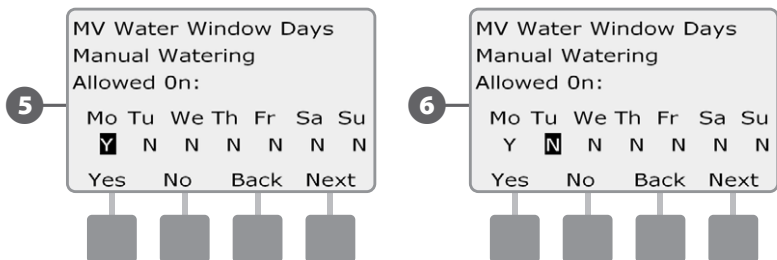 5
MV Water Window Days
Manual Watering
Allowed 0n:
Mo Tu We Th Fr Sa Su
Y N N N N N N
Yes No Back Next
6
MV Water Window Days
Manual Watering
Allowed 0n:
Mo Tu We Th Fr Sa Su
Y N N N N N N
Yes No Back Next